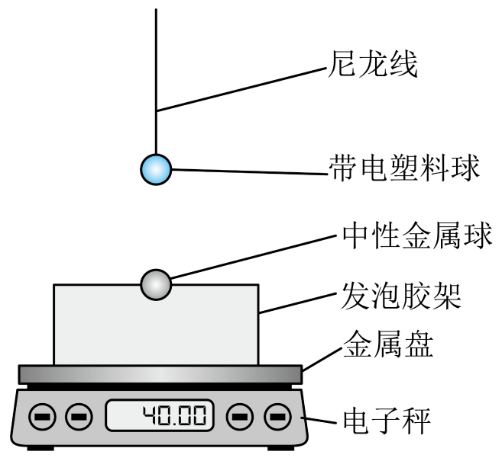 尼龙线
带电塑料球
中性金属球
发泡胶架
金属盘
40.00
电子秤